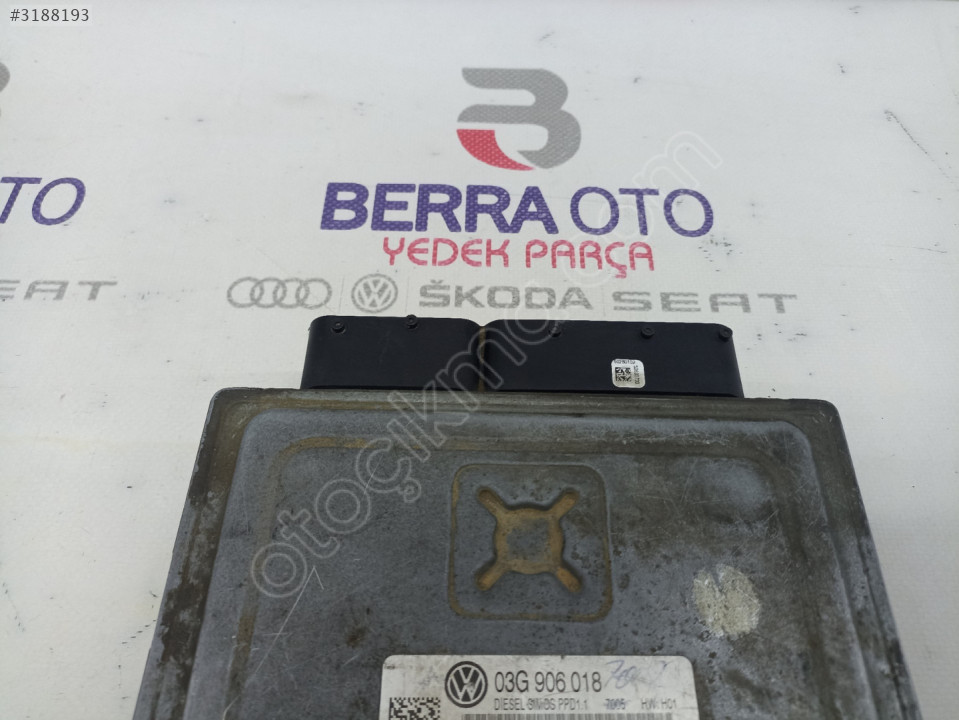 #3188193
BERRA OTO
OTO
YEDEK PARÇA
EAT
ŠKODA SEAT
otoçıkma.com
03G 906 018
DIESEL SIMOS PPD1.1 7005 HW:H01